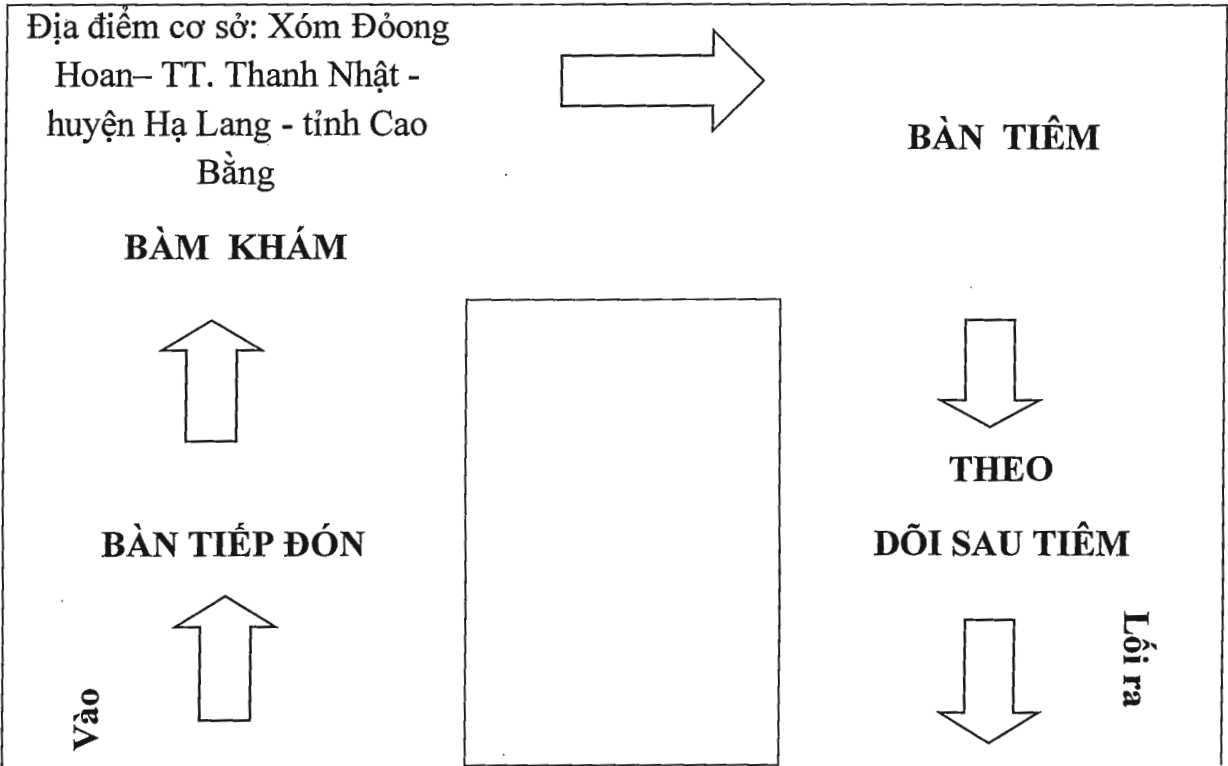 Địa điểm cơ sở: Xóm Đỏong
Hoan– TT. Thanh Nhật -
huyện Hạ Lang - tỉnh Cao
Bằng
BÀN TIÊM
BÀM KHÁM
THEO
BÀN TIẾP ĐÓN
DÕI SAU TIÊM
Lối ra
Vào